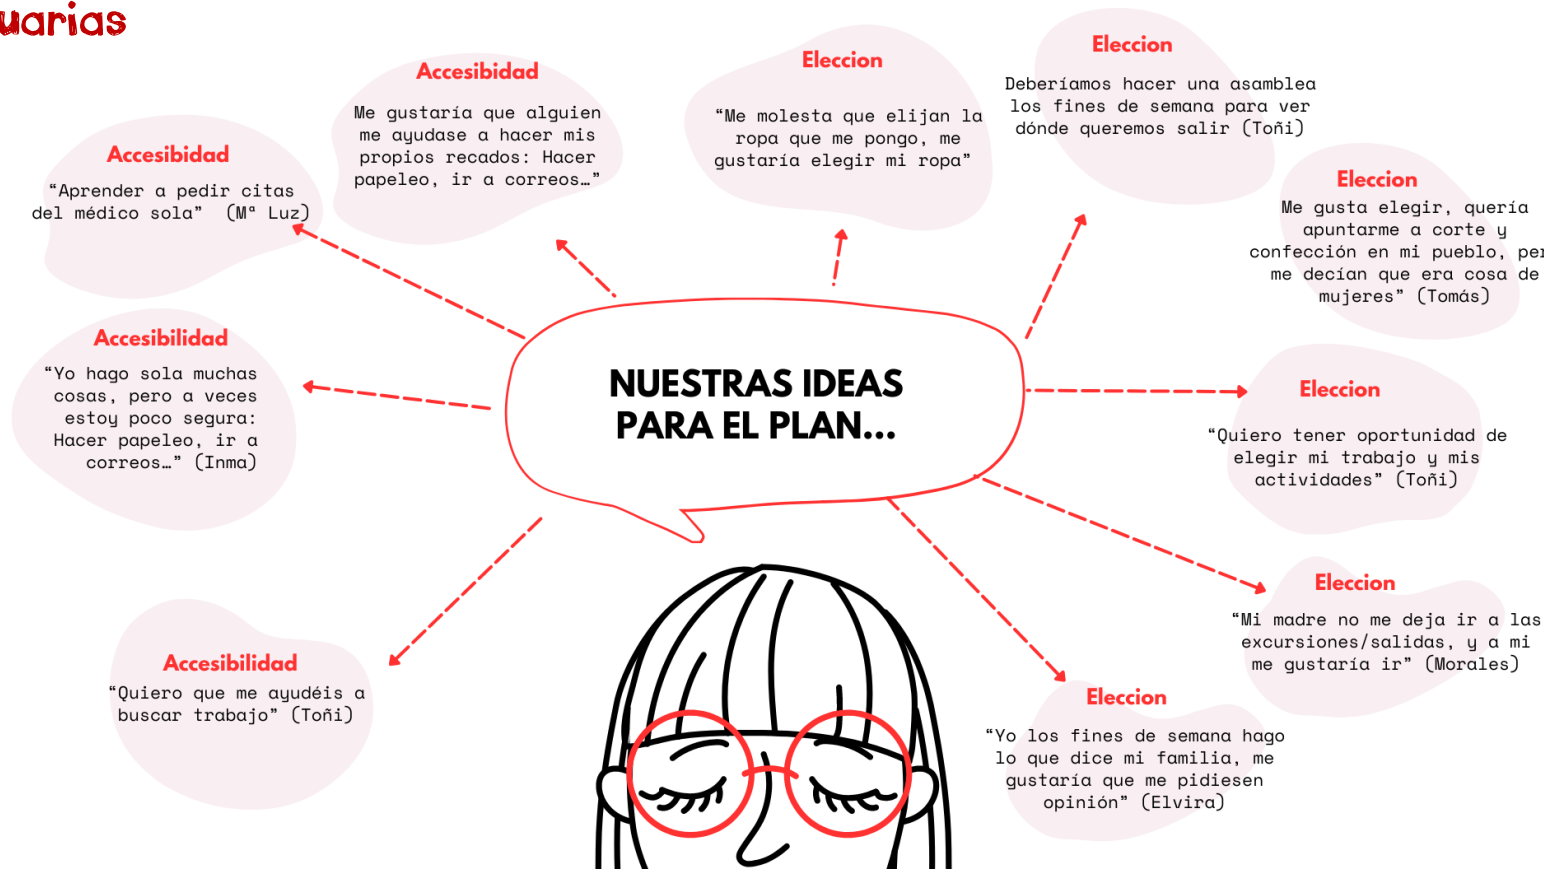 uarias
Accesibidad
“Aprender a pedir citas
del médico sola” (Mª Luz)
Accesibidad
Me gustaría que alguien
me ayudase a hacer mis
propios recados: Hacer
papeleo, ir a correos…”
Eleccion
“Me molesta que elijan la
ropa que me pongo, me
gustaría elegir mi ropa”
Eleccion
Deberíamos hacer una asamblea
los fines de semana para ver
dónde queremos salir (Toñi)
Eleccion
Me gusta elegir, quería
apuntarme a corte y
confección en mi pueblo, per
me decían que era cosa de
mujeres” (Tomás)
Accesibilidad
“Yo hago sola muchas
cosas, pero a veces
estoy poco segura:
Hacer papeleo, ir a
correos…” (Inma)
NUESTRAS IDEAS
PARA EL PLAN...
Eleccion
“Quiero tener oportunidad de
elegir mi trabajo y mis
actividades” (Toñi)
Eleccion
“Mi madre no me deja ir a las
excursiones/salidas, y a mi
me gustaría ir” (Morales)
Accesibilidad
“Quiero que me ayudéis a
buscar trabajo” (Toñi)
Eleccion
“Yo los fines de semana hago
lo que dice mi familia, me
gustaría que me pidiesen
opinión” (Elvira)